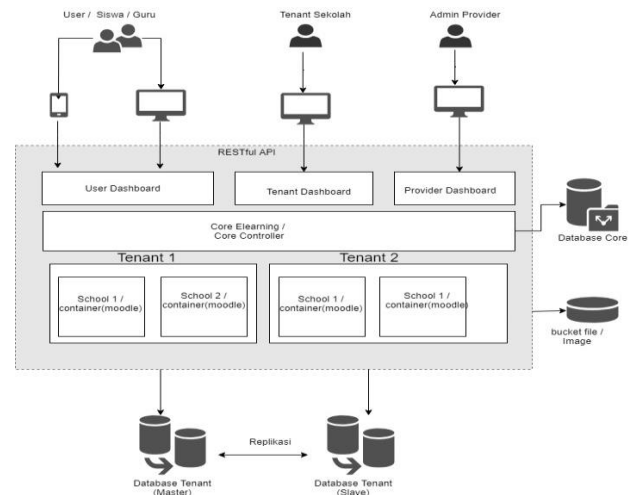 User / Siswa / Guru
Tenant Sekolah
Admin Provider
RESTful API
User Dashboard
Tenant Dashboard
Provider Dashboard
Core Elearning /
Core Controller
Database Core
Tenant 1
Tenant 2
School 1 /
container(moodle)
School 2 /
container(moodle)
School 1 /
container(moodle)
School 1 /
container(moodle)
bucket file /
Image
Replikasi
Database Tenant
(Master)
Database Tenant
(Slave)